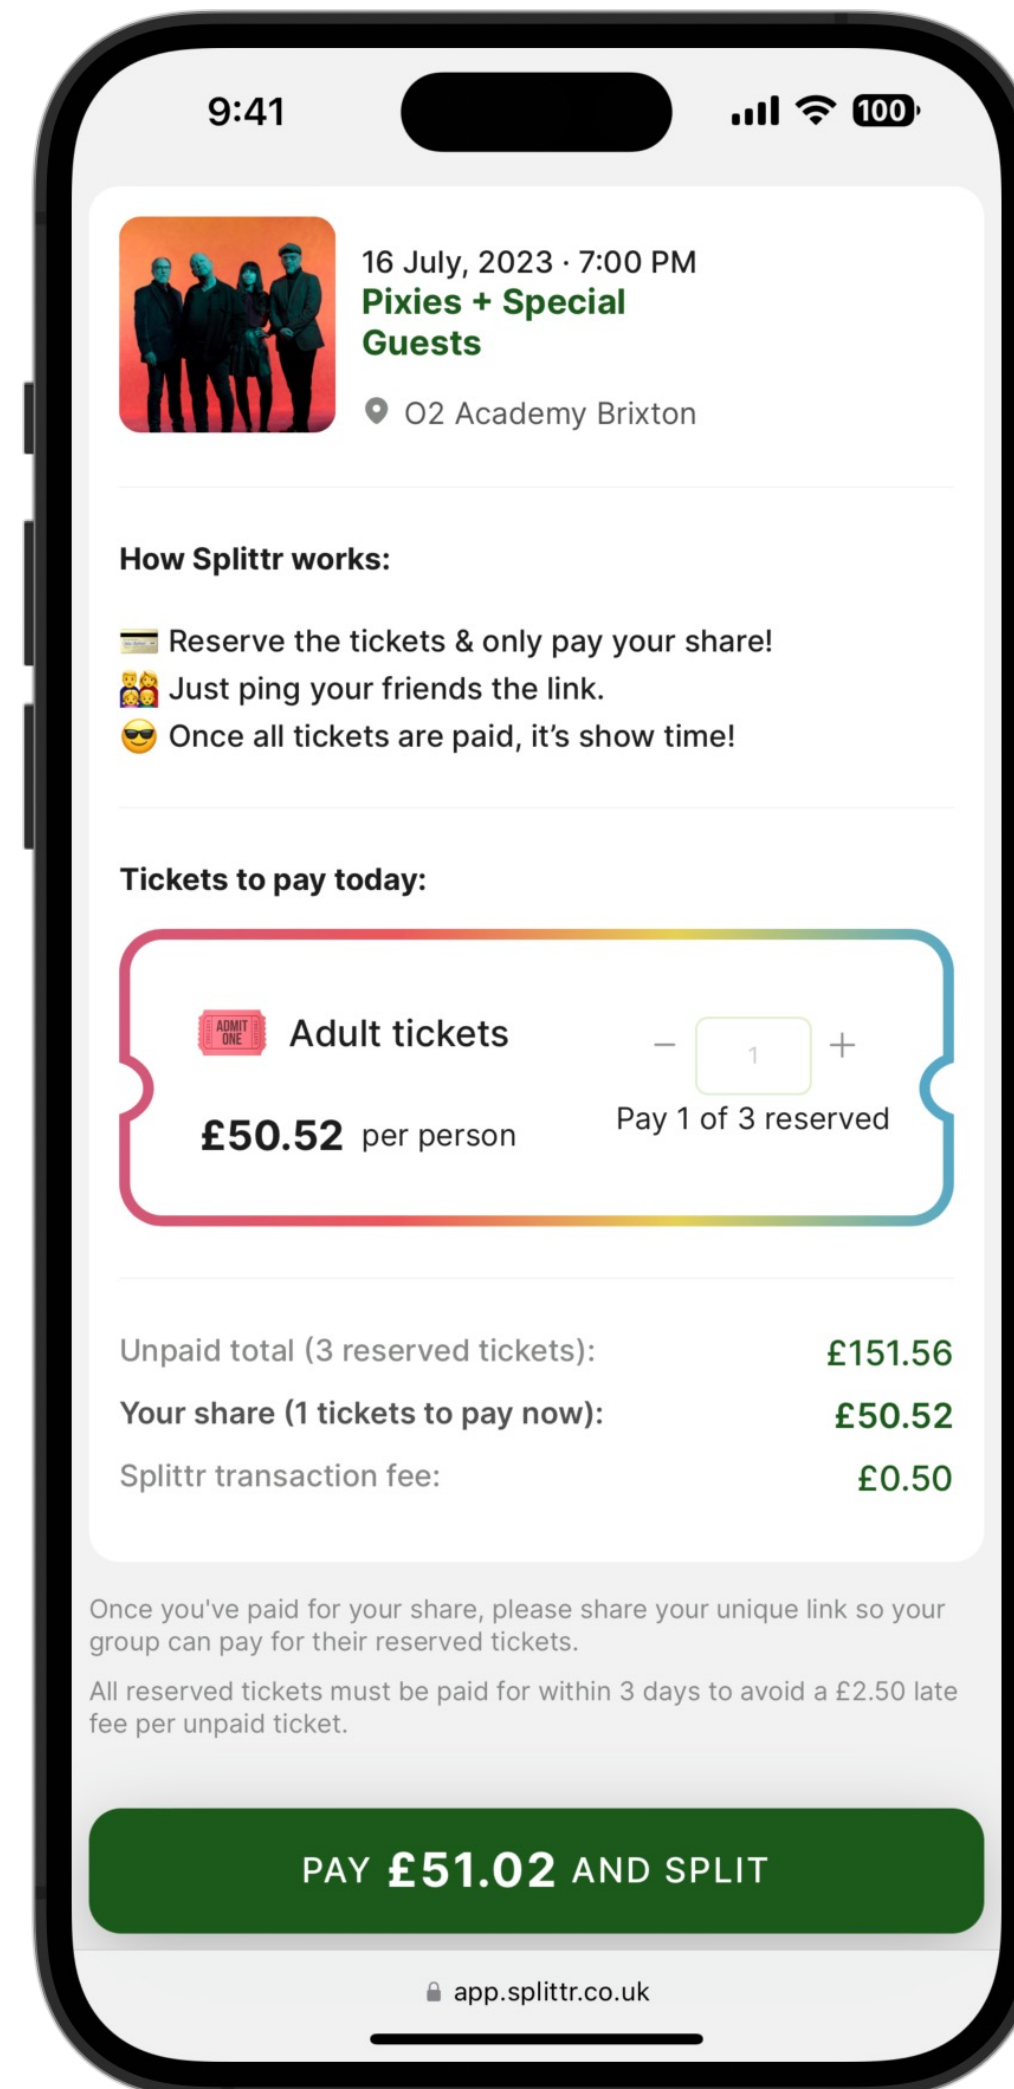 9:41
100
16 July, 2023 · 7:00 PM
Pixies + Special
Guests
O2 Academy Brixton
How Splittr works:
Reserve the tickets & only pay your share!
Just ping your friends the link.
Once all tickets are paid, it’s show time!
Tickets to pay today:
ADMIT
ONE
Adult tickets
− 1 +
£50.52 per person
Pay 1 of 3 reserved
Unpaid total (3 reserved tickets): £151.56
Your share (1 tickets to pay now): £50.52
Splittr transaction fee: £0.50
Once you've paid for your share, please share your unique link so your
group can pay for their reserved tickets.
All reserved tickets must be paid for within 3 days to avoid a £2.50 late
fee per unpaid ticket.
PAY £51.02 AND SPLIT
app.splittr.co.uk